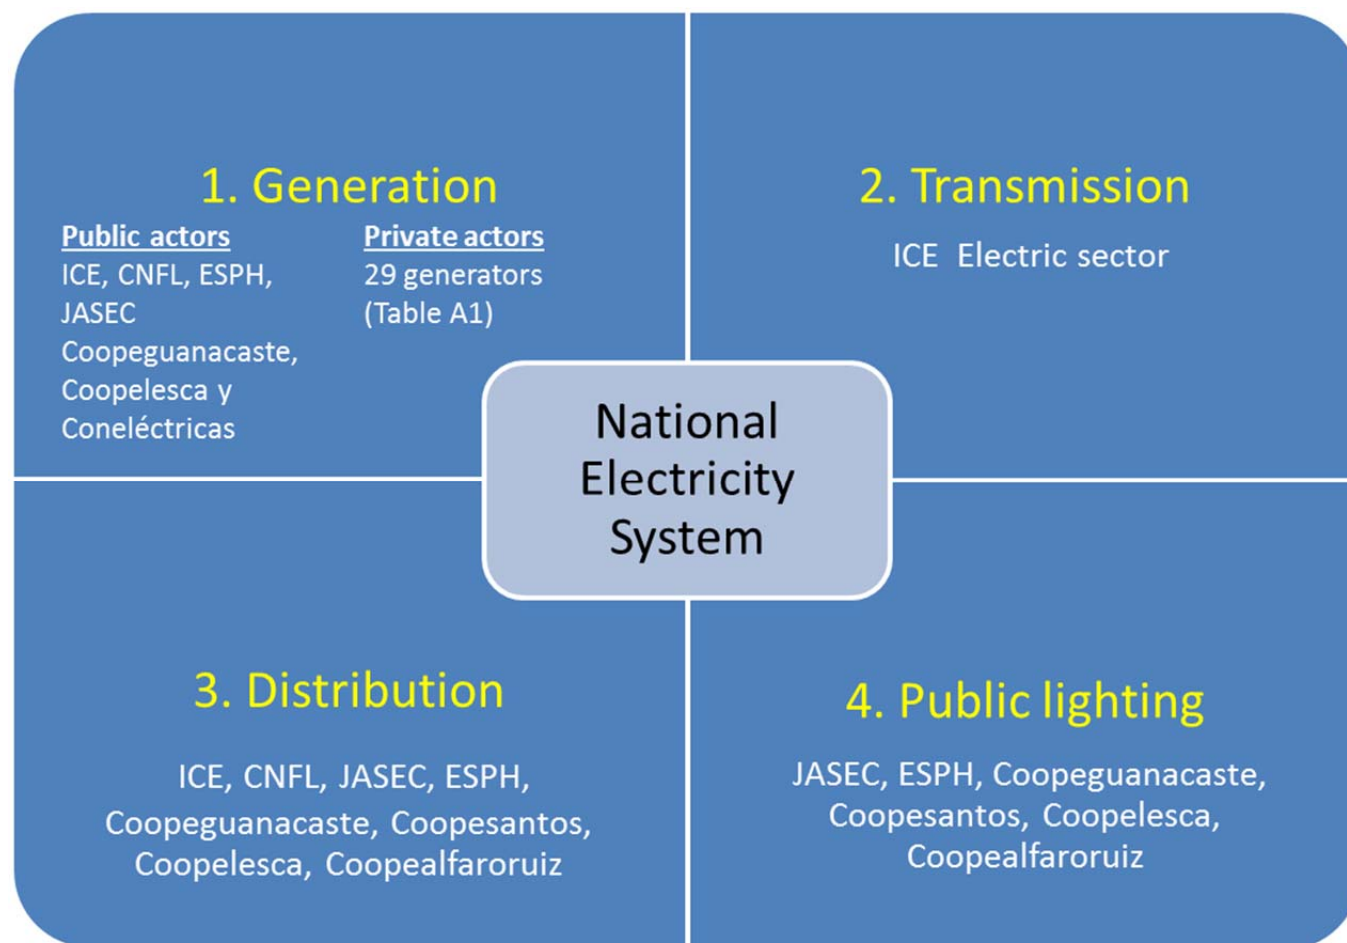 1. Generation
Public actors
ICE, CNFL, ESPH,
JASEC
Coopeguanacaste,
Coopelesca y
Coneléctricas
Private actors
29 generators
(Table A1)
2. Transmission
ICE Electric sector
National
Electricity
System
3. Distribution
ICE, CNFL, JASEC, ESPH,
Coopeguanacaste, Coopesantos,
Coopelesca, Coopealfaroruiz
4. Public lighting
JASEC, ESPH, Coopeguanacaste,
Coopesantos, Coopelesca,
Coopealfaroruiz